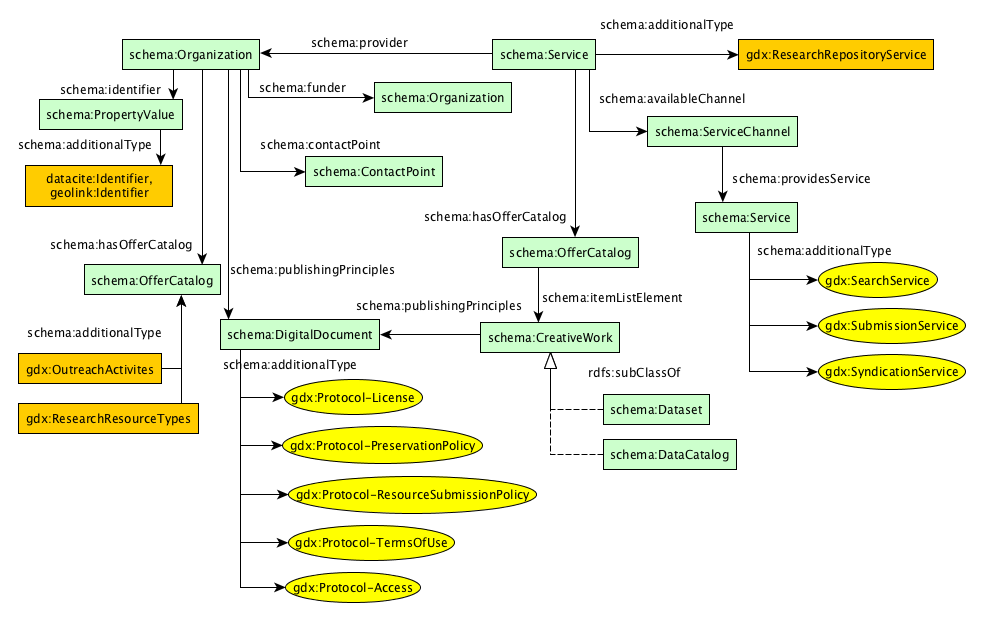 schema:additionalType
schema:provider
schema:Organization
schema:Service
gdx:ResearchRepositoryService
schema:identifier
schema:funder
schema:Organization
schema:availableChannel
schema:PropertyValue
schema:ServiceChannel
schema:additionalType
schema:contactPoint
schema:ContactPoint
datacite:Identifier,
geolink:Identifier
schema:providesService
schema:hasOfferCatalog
schema:Service
schema:hasOfferCatalog
schema:additionalType
schema:OfferCatalog
schema:publishingPrinciples
schema:OfferCatalog
gdx:SearchService
schema:itemListElement
schema:publishingPrinciples
gdx:SubmissionService
schema:additionalType
schema:DigitalDocument
schema:CreativeWork
gdx:OutreachActivites
schema:additionalType
rdfs:subClassOf
gdx:SyndicationService
gdx:Protocol-License
schema:Dataset
gdx:ResearchResourceTypes
gdx:Protocol-PreservationPolicy
schema:DataCatalog
gdx:Protocol-ResourceSubmissionPolicy
gdx:Protocol-TermsOfUse
gdx:Protocol-Access